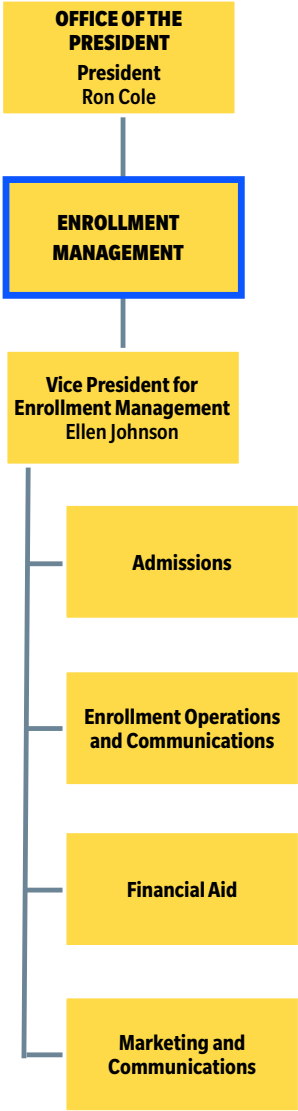 OFFICE OF THE
PRESIDENT
President
Ron Cole
ENROLLMENT
MANAGEMENT
Vice President for
Enrollment Management
Ellen Johnson
Admissions
Enrollment Operations
and Communications
Financial Aid
Marketing and
Communications